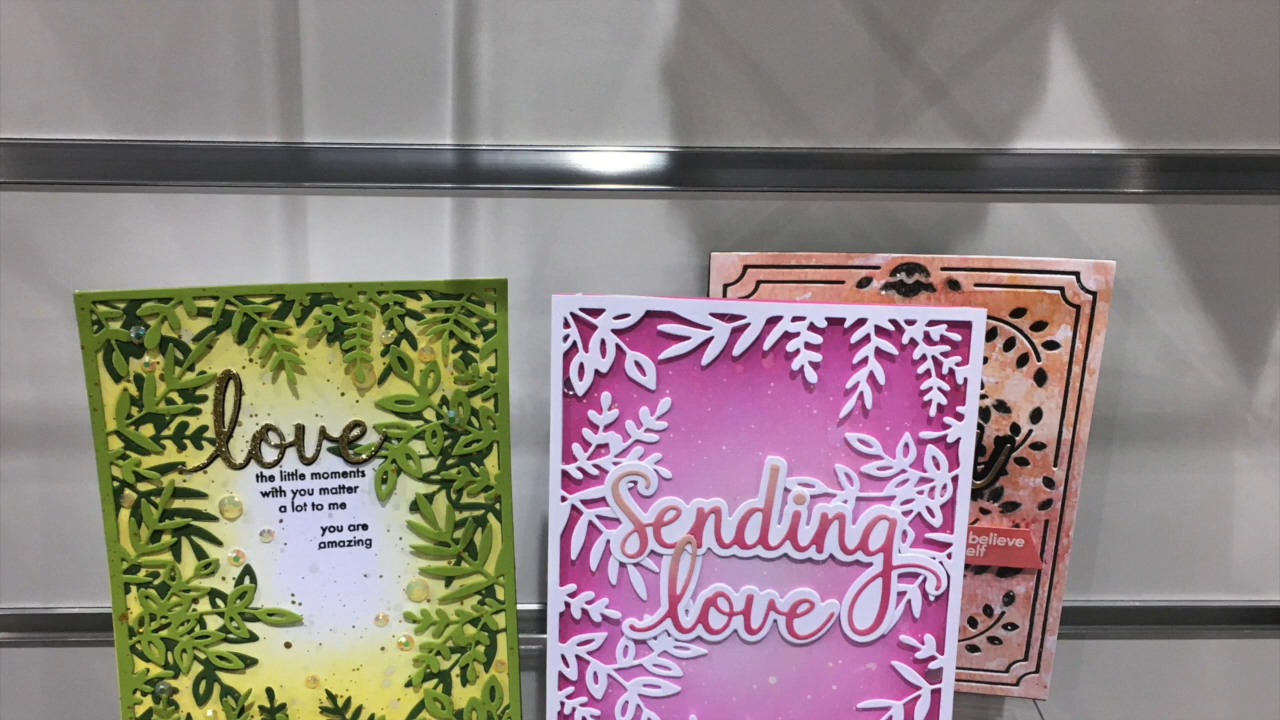 love
the little moments
with you matter
a lot to me
you are
amazing
Sending
love
believe
elf